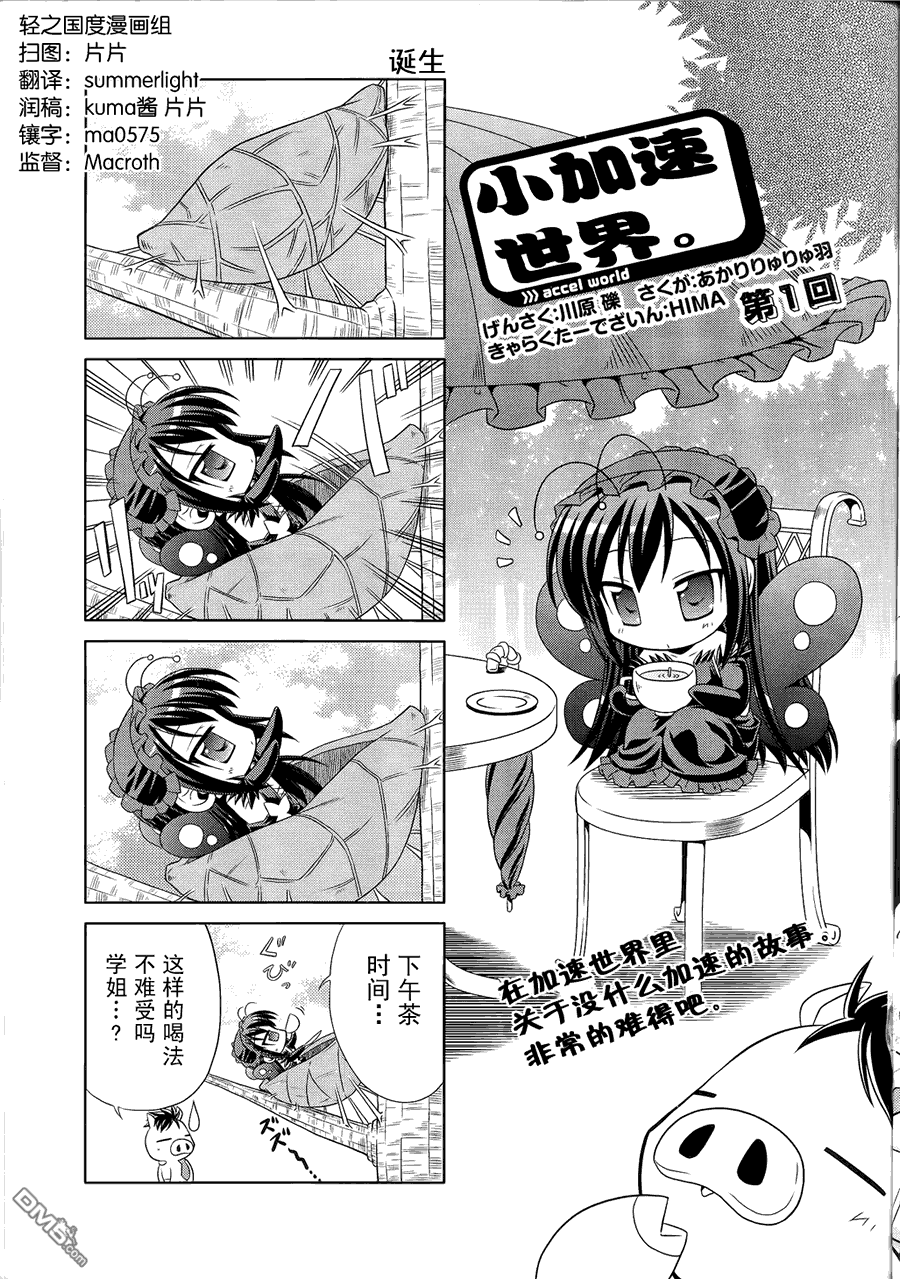 轻之国度漫画组
扫图：片片
翻译：summerlight
润稿：kuma酱 片片
镶字：ma0575
监督：Macroth
诞生
小加速
世界。
>>> accel world
げんさく:川原 礫 さくが:あかりりゅりゅ羽
きゃらくたーでざいん:HIMA
第1回
在加速世界里
关于没什么加速的故事
非常的难得吧。
下午茶
时间…
这样的喝法
不难受吗
学姐…?
ズズ〜…
DM5.COM